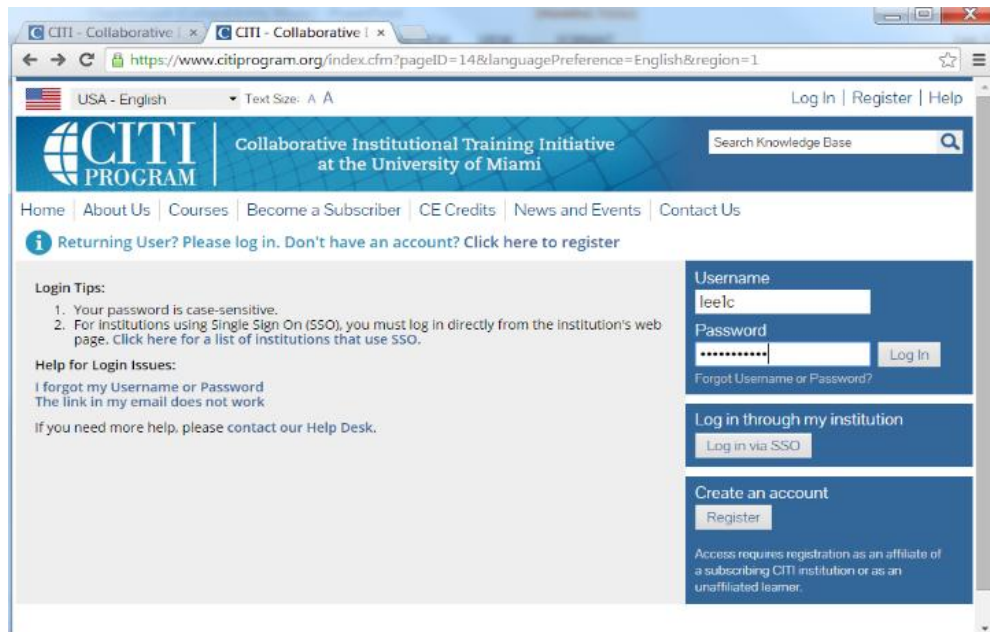 CITI - Collaborative I
CITI - Collaborative I
https://www.citiprogram.org/index.cfm?pageID=14&languagePreference=English&region=1
USA - English
Text Size: A A
Log In | Register | Help
CITI
PROGRAM
Collaborative Institutional Training Initiative
at the University of Miami
Search Knowledge Base
Home | About Us | Courses | Become a Subscriber | CE Credits | News and Events | Contact Us
Returning User? Please log in. Don't have an account? Click here to register
Login Tips:
1. Your password is case-sensitive.
2. For institutions using Single Sign On (SSO), you must log in directly from the institution's web
page. Click here for a list of institutions that use SSO.
Help for Login Issues:
I forgot my Username or Password
The link in my email does not work
If you need more help, please contact our Help Desk.
Username
leelc
Password
•••••••••••
Log In
Forgot Username or Password?
Log in through my institution
Log in via SSO
Create an account
Register
Access requires registration as an affiliate of
a subscribing CITI institution or as an
unaffiliated learner.